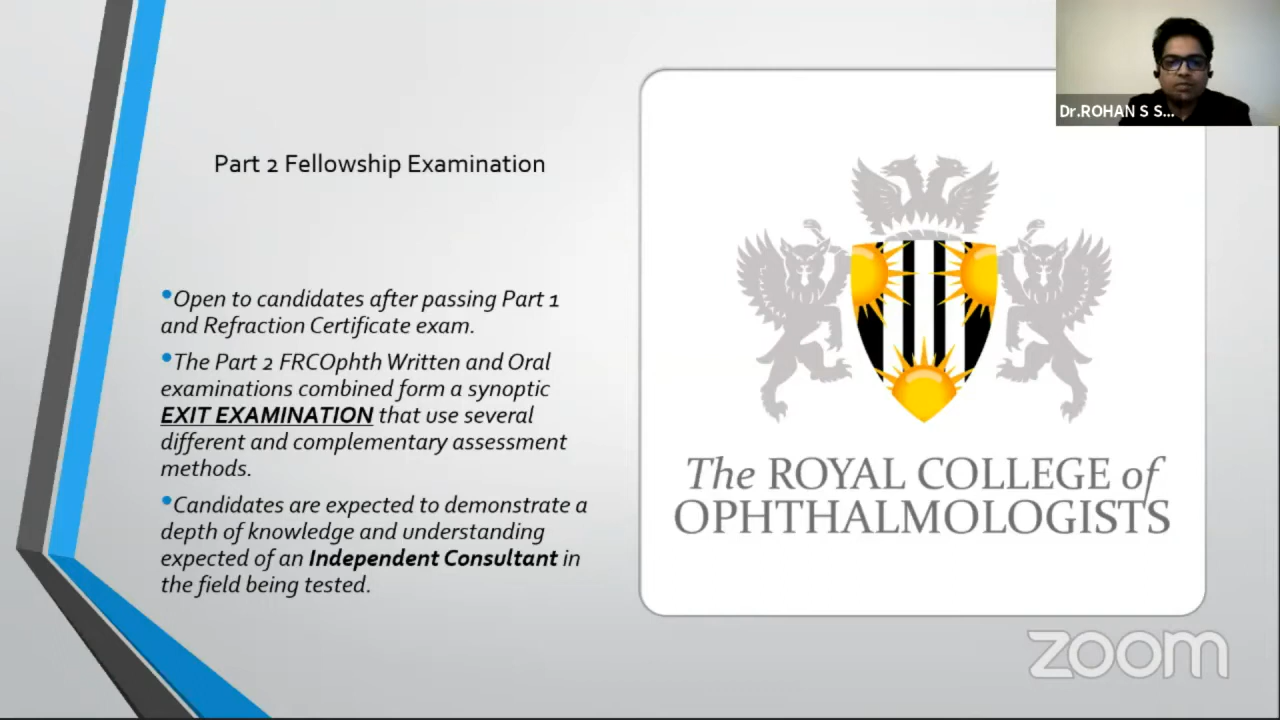 Dr.ROHAN S S...
Part 2 Fellowship Examination
•Open to candidates after passing Part 1
and Refraction Certificate exam.
•The Part 2 FRCOphth Written and Oral
examinations combined form a synoptic
EXIT EXAMINATION that use several
different and complementary assessment
methods.
•Candidates are expected to demonstrate a
depth of knowledge and understanding
expected of an Independent Consultant in
the field being tested.
The ROYAL COLLEGE of
OPHTHALMOLOGISTS
zoom